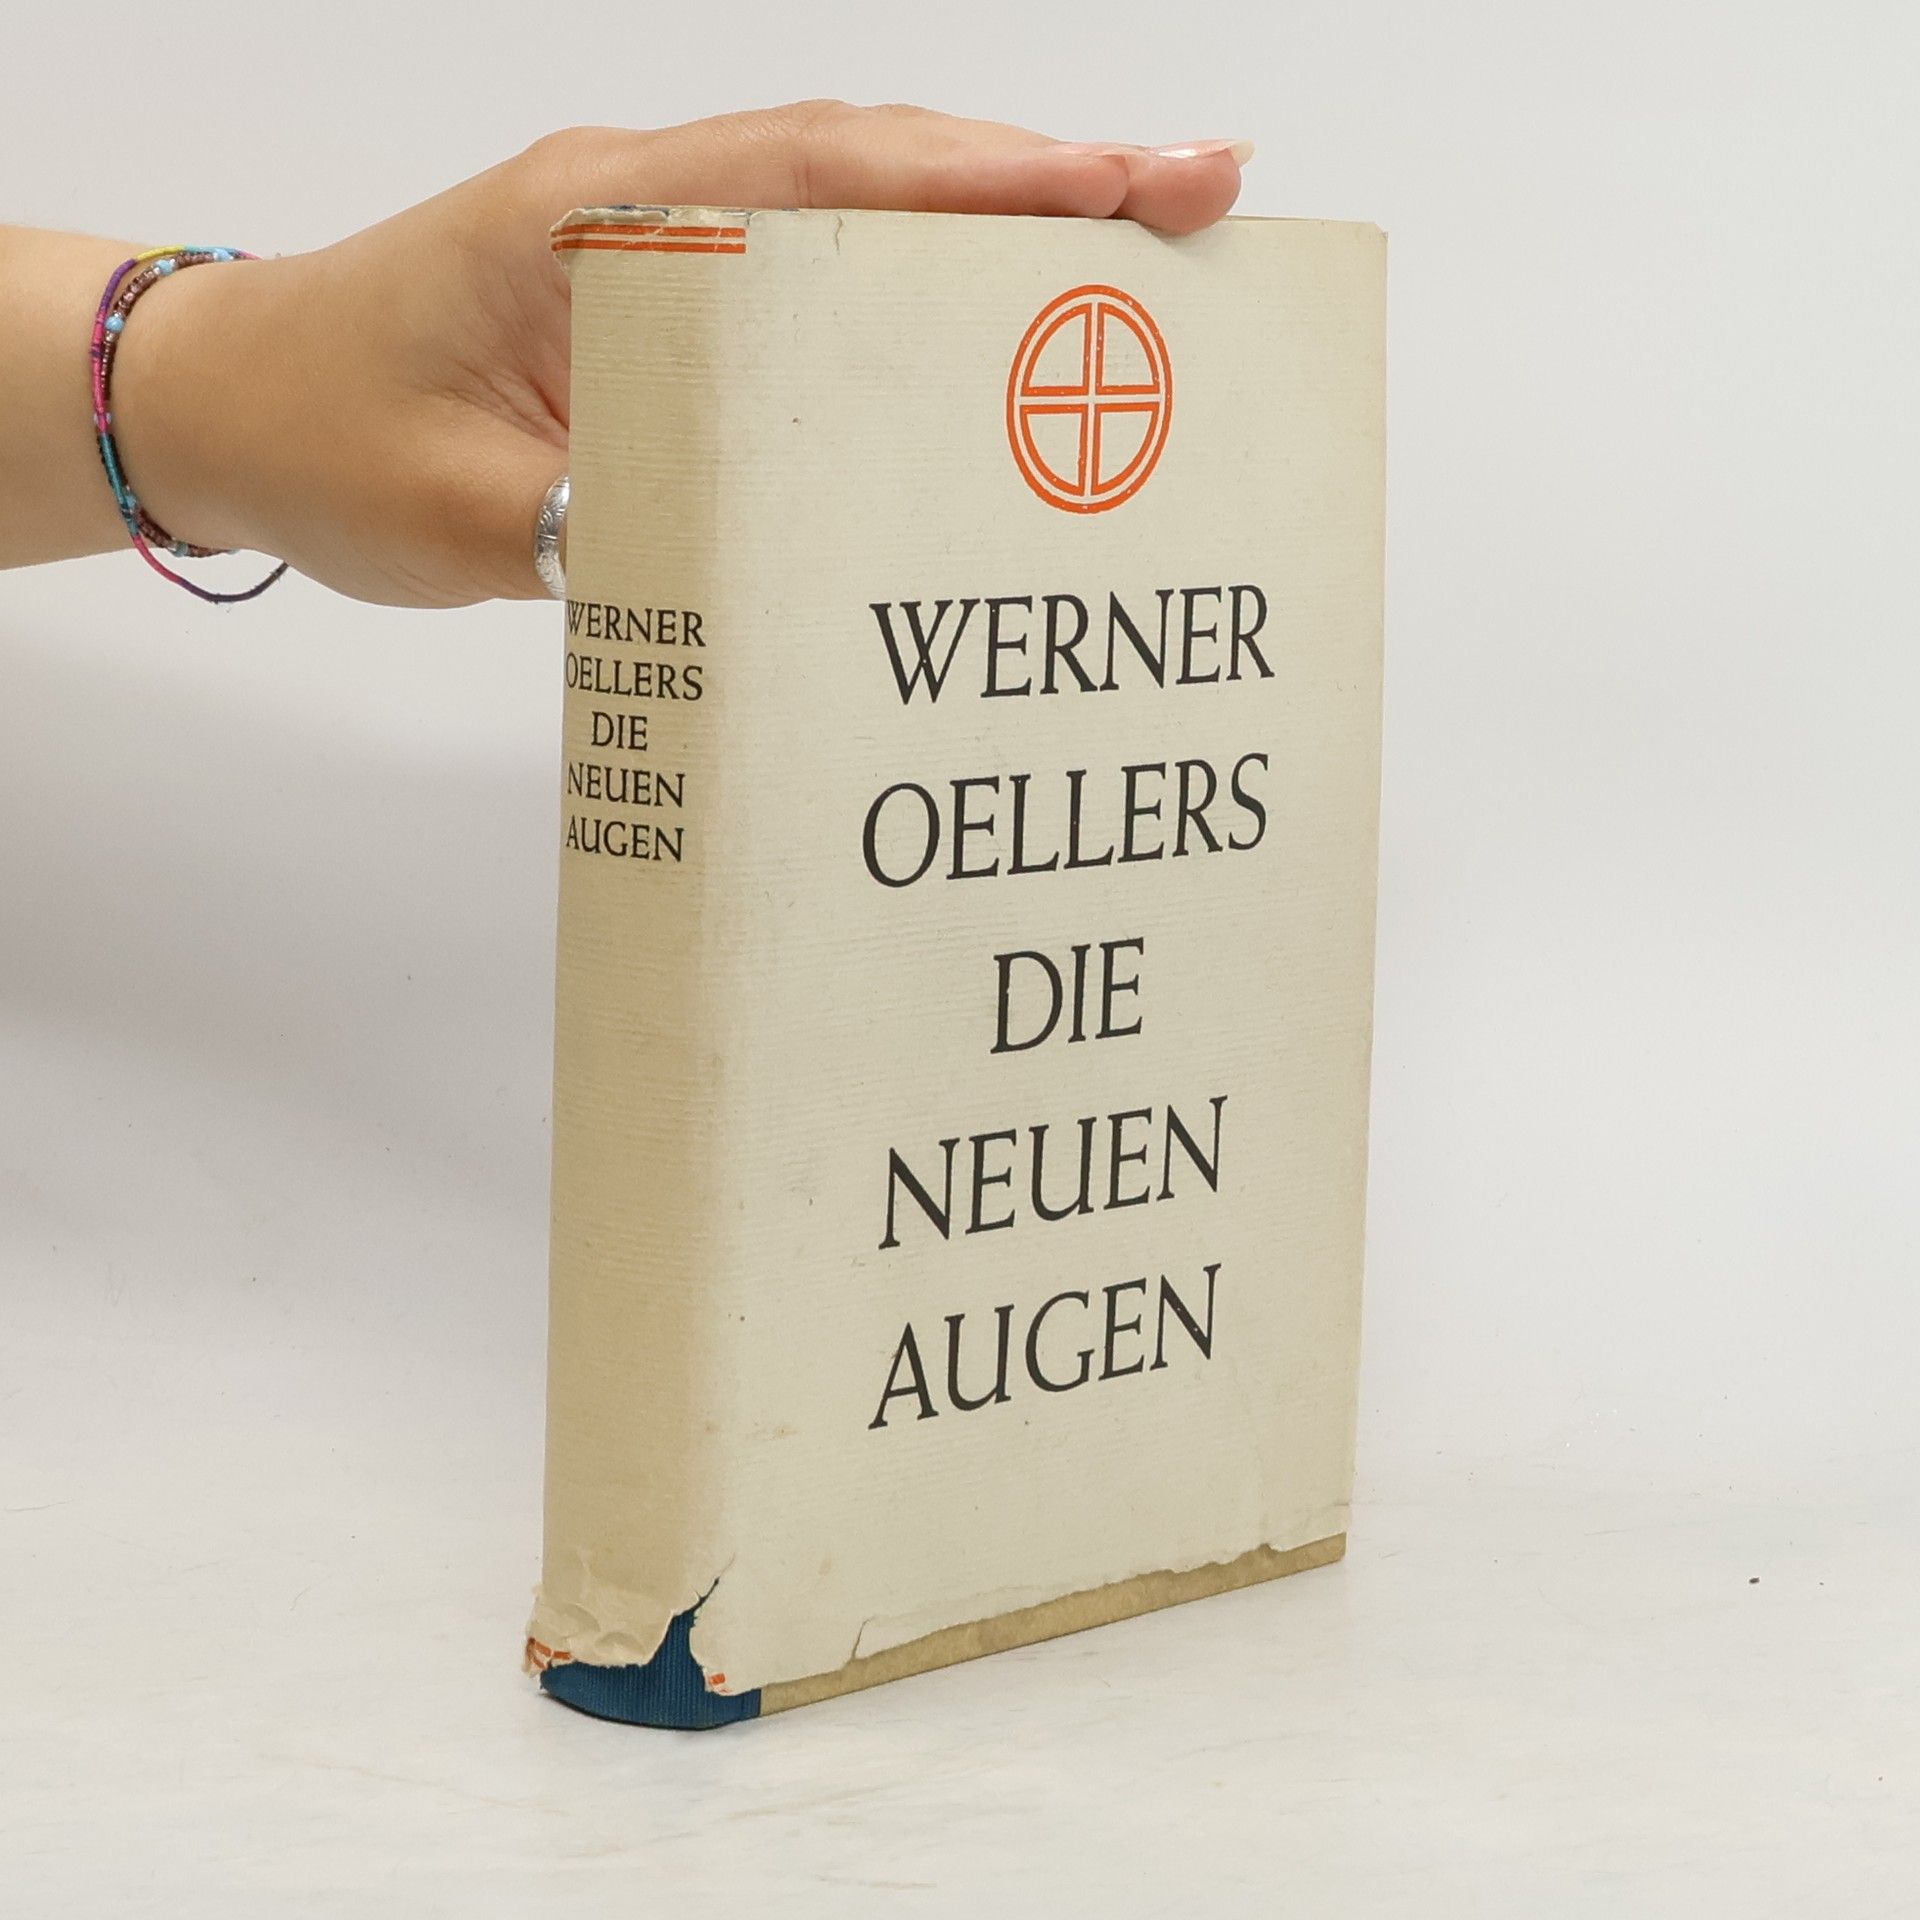 WERNER
OELLERS
DIE
NEUEN
AUGEN
WERNER
OELLERS
DIE
NEUEN
AUGEN